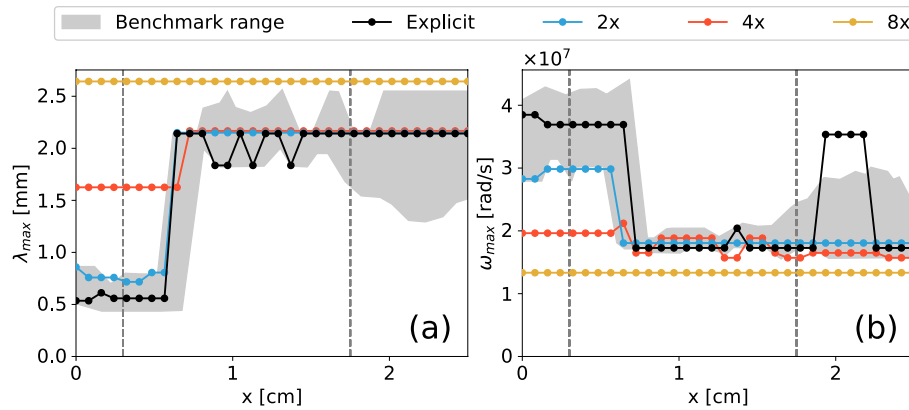 Benchmark range Explicit 2x 4x 8x
×10⁷
2.5
2.0
1.5
1.0
0.5
0.0
λmax [mm]
0 1 2
x [cm]
(a)
4
3
2
1
0
ωmax [rad/s]
0 1 2
x [cm]
(b)